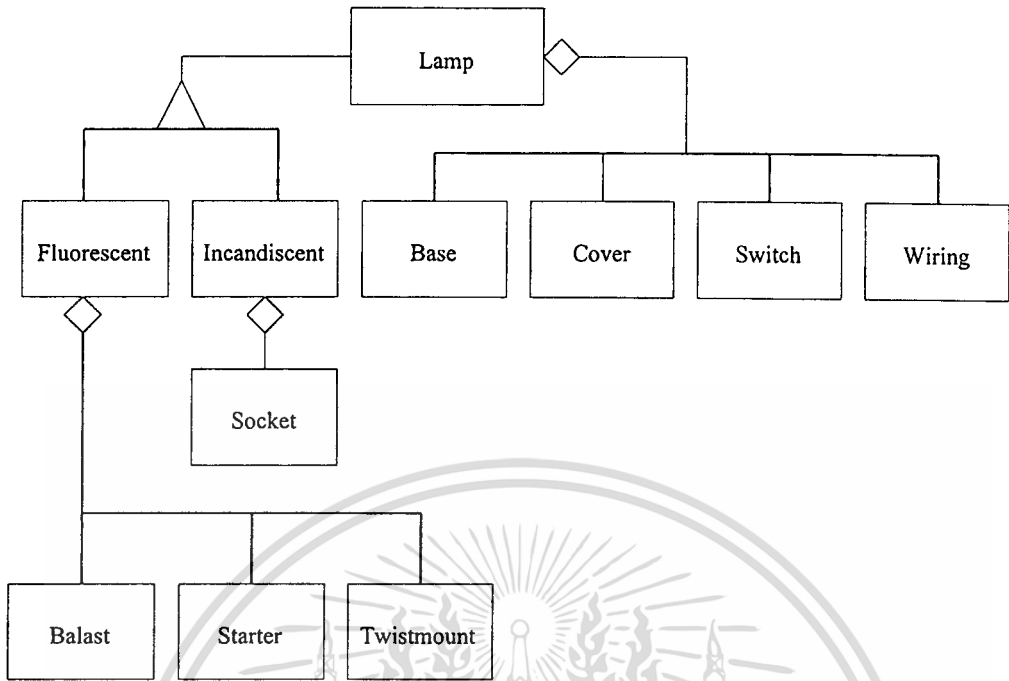 Lamp
Fluorescent
Incandiscent
Base
Cover
Switch
Wiring
Socket
Balast
Starter
Twistmount